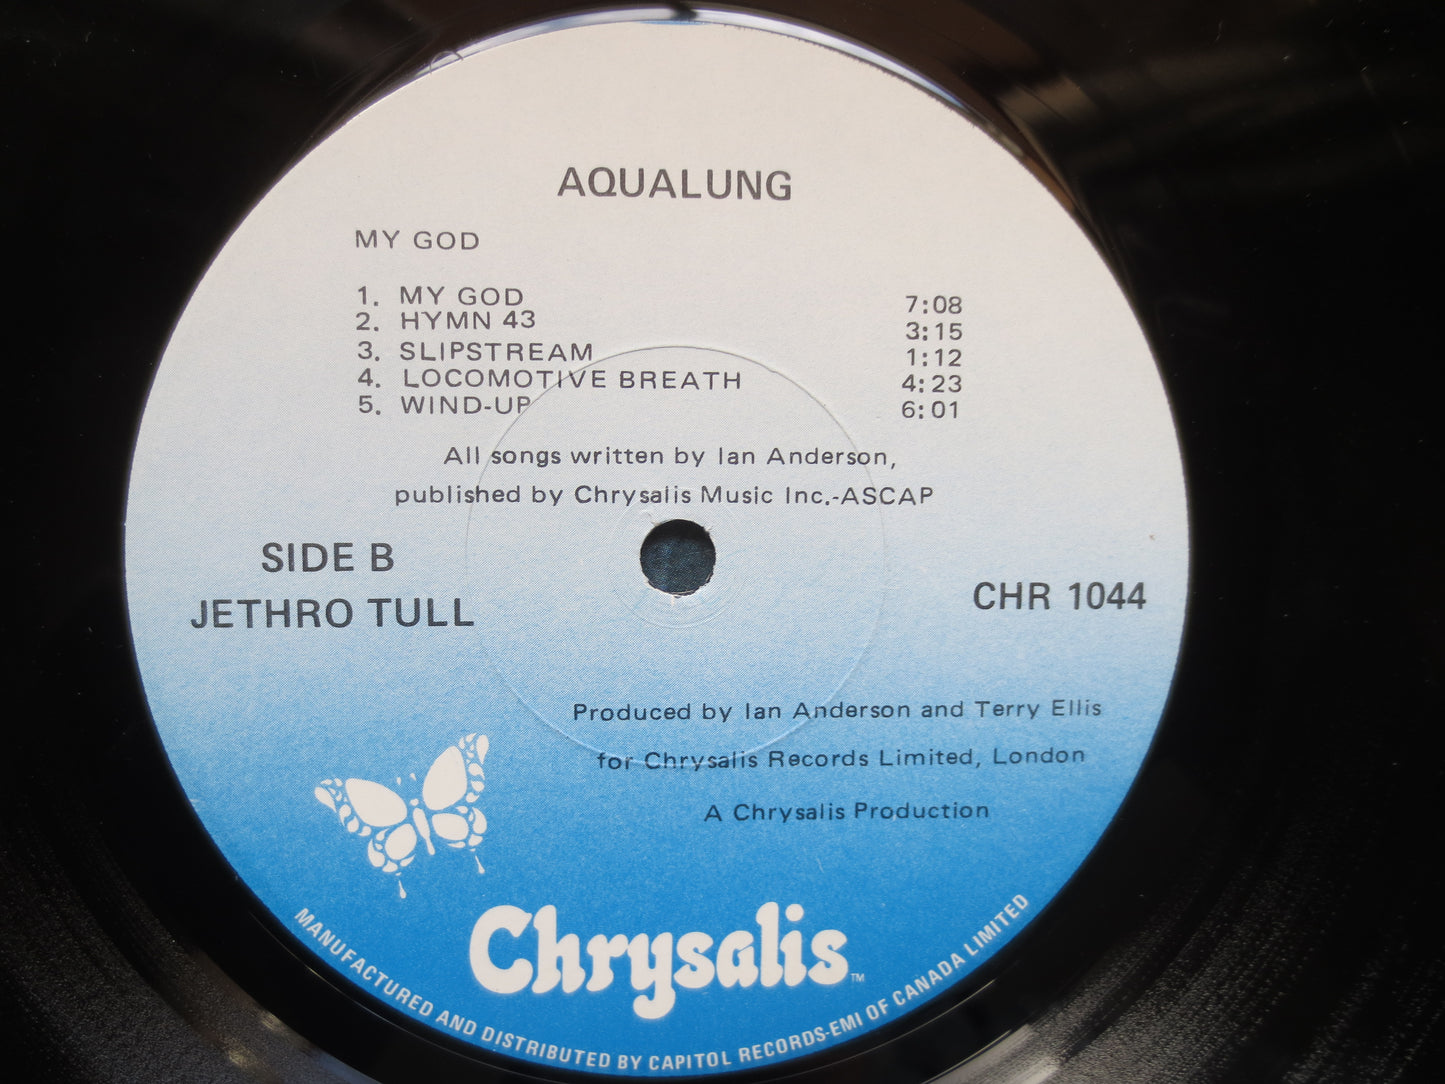 AQUALUNG
MY GOD
1. MY GOD 7:08
2. HYMN 43 3:15
3. SLIPSTREAM 1:12
4. LOCOMOTIVE BREATH 4:23
5. WIND-UP 6:01
All songs written by Ian Anderson,
published by Chrysalis Music Inc.-ASCAP
SIDE B
JETHRO TULL
CHR 1044
Produced by Ian Anderson and Terry Ellis
for Chrysalis Records Limited, London
A Chrysalis Production
Chrysalis TM
MANUFACTURED AND DISTRIBUTED BY CAPITOL RECORDS-EMI OF CANADA LIMITED